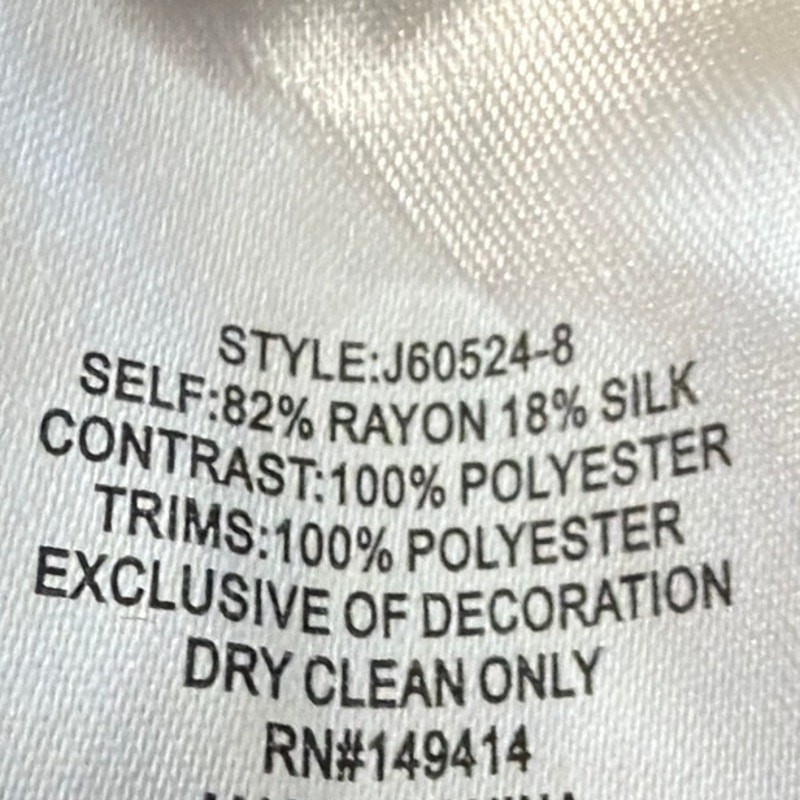 STYLE:J60524-8
SELF:82% RAYON 18% SILK
CONTRAST:100% POLYESTER
TRIMS:100% POLYESTER
EXCLUSIVE OF DECORATION
DRY CLEAN ONLY
RN#149414